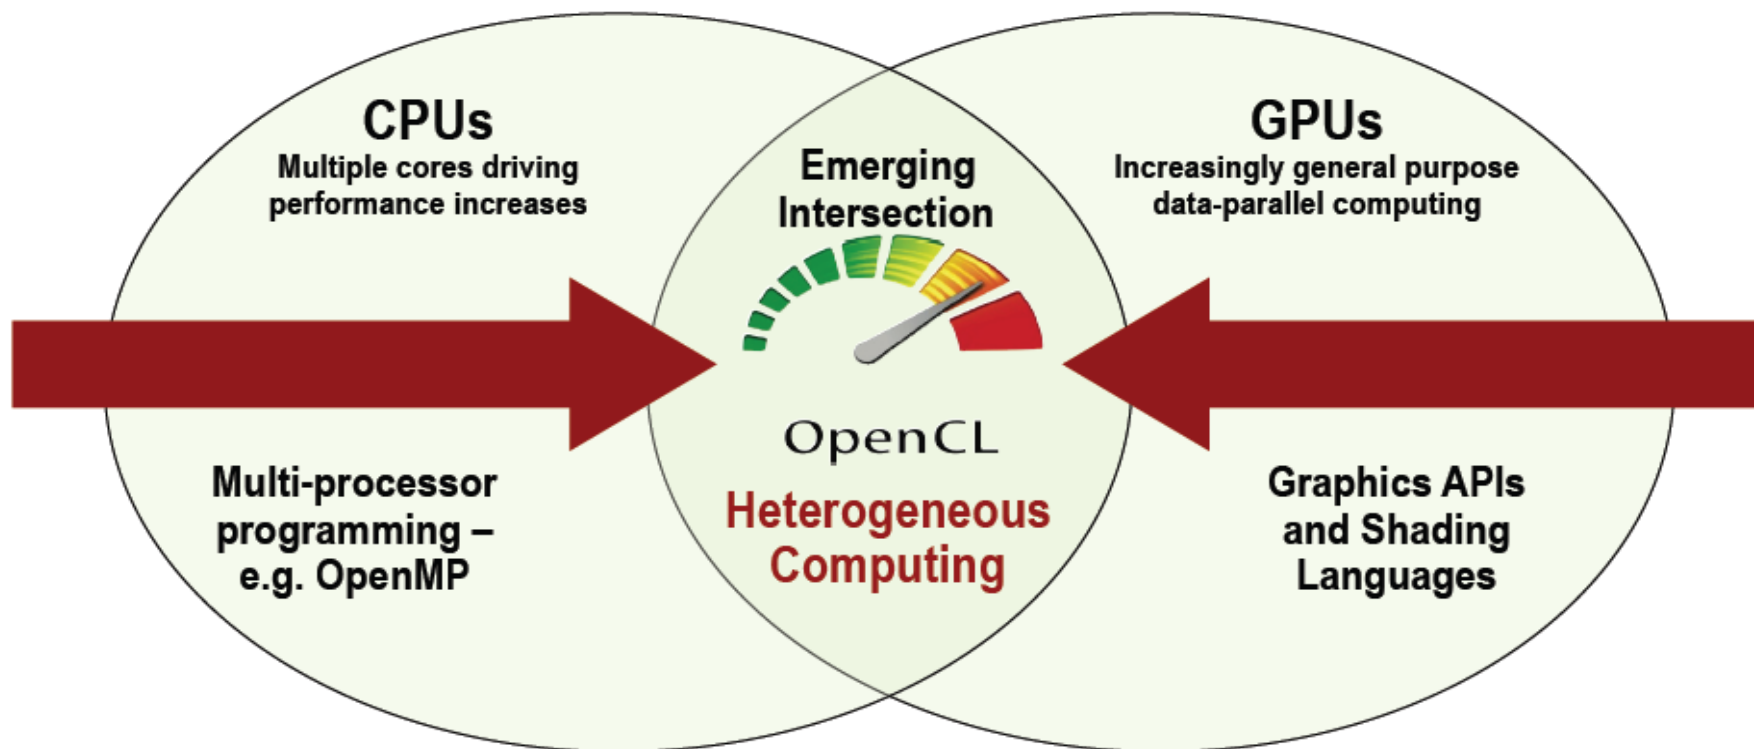 CPUs
Multiple cores driving
performance increases
Multi-processor
programming –
e.g. OpenMP
Emerging
Intersection
OpenCL
Heterogeneous
Computing
GPUs
Increasingly general purpose
data-parallel computing
Graphics APIs
and Shading
Languages